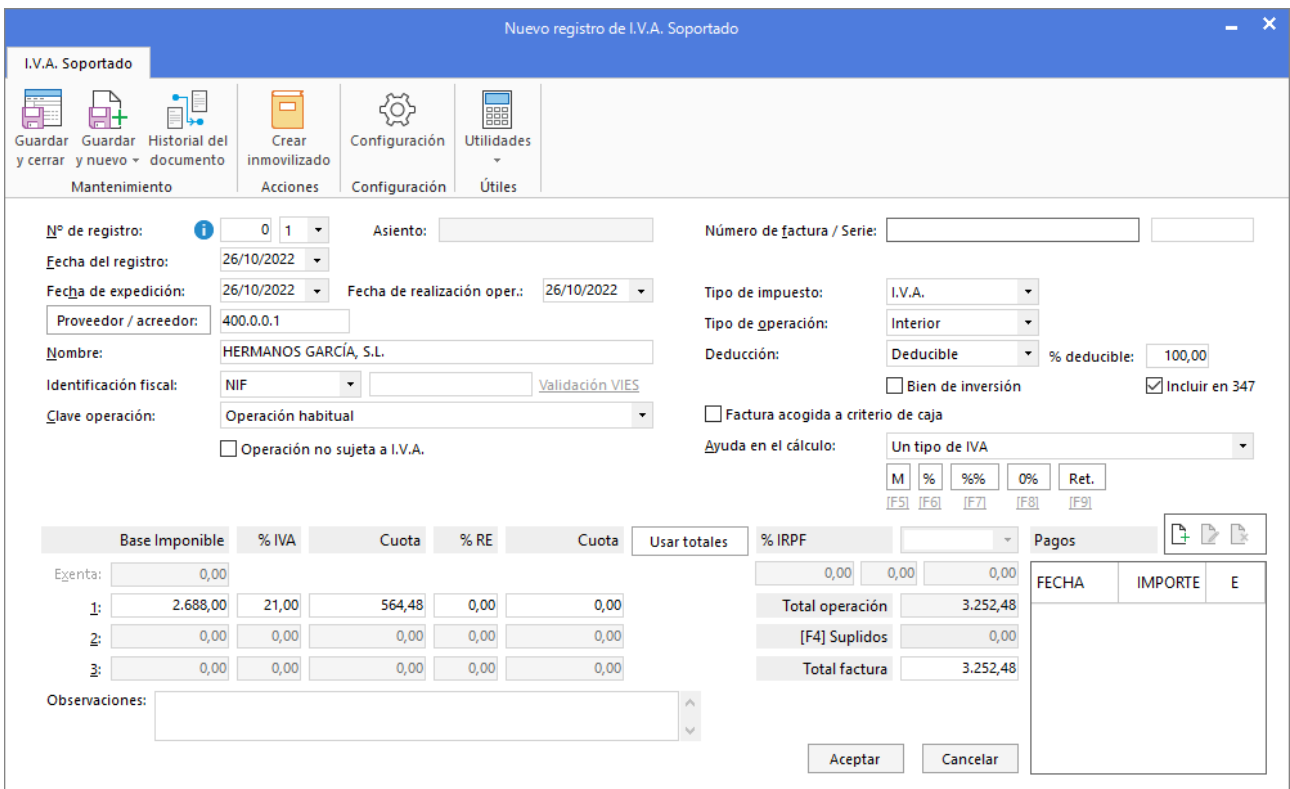 Nuevo registro de I.V.A. Soportado
I.V.A. Soportado
Guardar y cerrar
Guardar y nuevo
Historial del documento
Mantenimiento
Crear inmovilizado
Acciones
Configuración
Configuración
Utilidades
Útiles
Nº de registro: 0 1 Asiento: Número de factura / Serie:
Fecha del registro: 26/10/2022
Fecha de expedición: 26/10/2022 Fecha de realización oper.: 26/10/2022 Tipo de impuesto: I.V.A.
Proveedor / acreedor: 400.0.0.1 Tipo de operación: Interior
Nombre: HERMANOS GARCÍA, S.L. Deducción: Deducible % deducible: 100,00
Identificación fiscal: NIF Validación VIES Bien de inversión Incluir en 347
Clave operación: Operación habitual Factura acogida a criterio de caja
Operación no sujeta a I.V.A. Ayuda en el cálculo: Un tipo de IVA
M % %% 0% Ret.
[F5] [F6] [F7] [F8] [F9]
Base Imponible % IVA Cuota % RE Cuota Usar totales % IRPF Pagos
Exenta: 0,00 0,00 0,00 0,00 FECHA IMPORTE E
1: 2.688,00 21,00 564,48 0,00 0,00 Total operación 3.252,48
2: 0,00 0,00 0,00 0,00 0,00 [F4] Suplidos 0,00
3: 0,00 0,00 0,00 0,00 0,00 Total factura 3.252,48
Observaciones:
Aceptar Cancelar